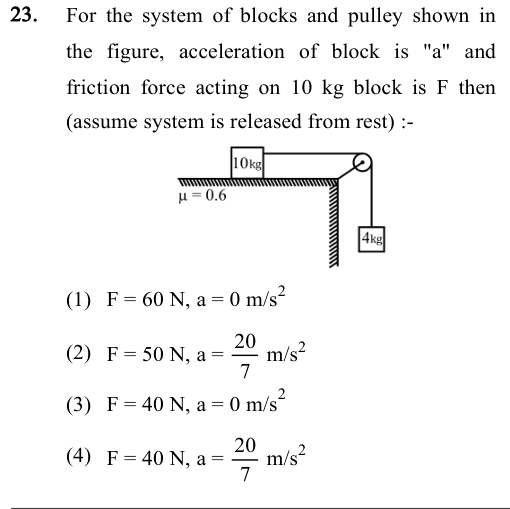 23. For the system of blocks and pulley shown in
the figure, acceleration of block is "a" and
friction force acting on 10 kg block is F then
(assume system is released from rest) :-
10kg
μ = 0.6
4kg
(1) F = 60 N, a = 0 m/s²
(2) F = 50 N, a = 20/7 m/s²
(3) F = 40 N, a = 0 m/s²
(4) F = 40 N, a = 20/7 m/s²